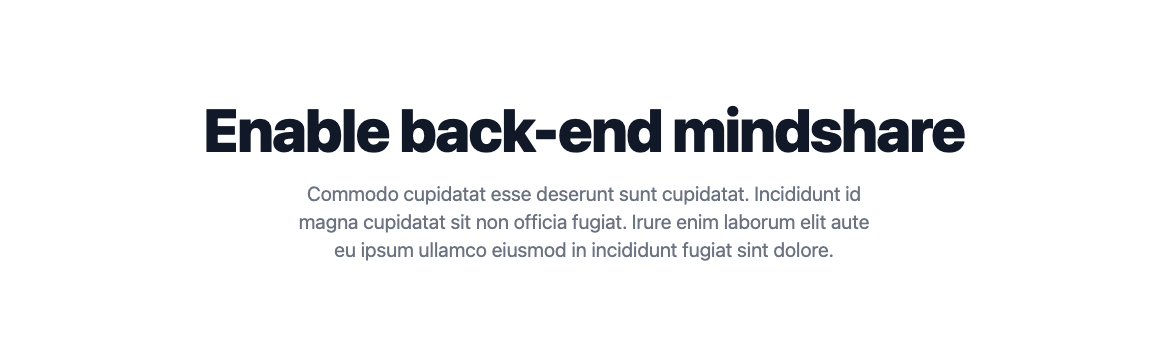 Enable back-end mindshare
Commodo cupidatat esse deserunt sunt cupidatat. Incididunt id
magna cupidatat sit non officia fugiat. Irure enim laborum elit aute
eu ipsum ullamco eiusmod in incididunt fugiat sint dolore.